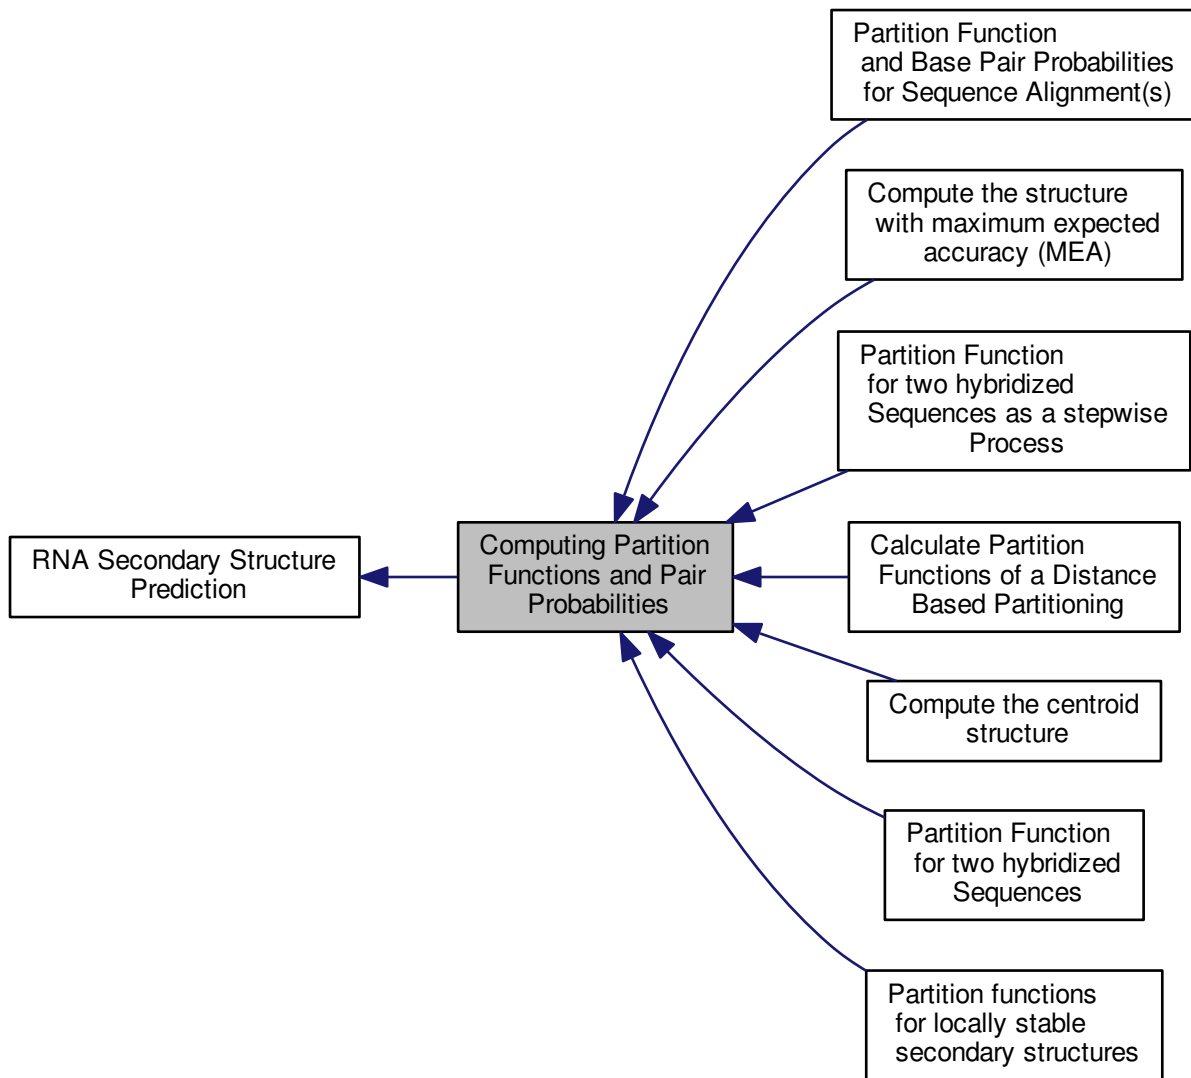 Partition Function
and Base Pair Probabilities
for Sequence Alignment(s)
Compute the structure
with maximum expected
accuracy (MEA)
Partition Function
for two hybridized
Sequences as a stepwise
Process
RNA Secondary Structure
Prediction
Computing Partition
Functions and Pair
Probabilities
Calculate Partition
Functions of a Distance
Based Partitioning
Compute the centroid
structure
Partition Function
for two hybridized
Sequences
Partition functions
for locally stable
secondary structures